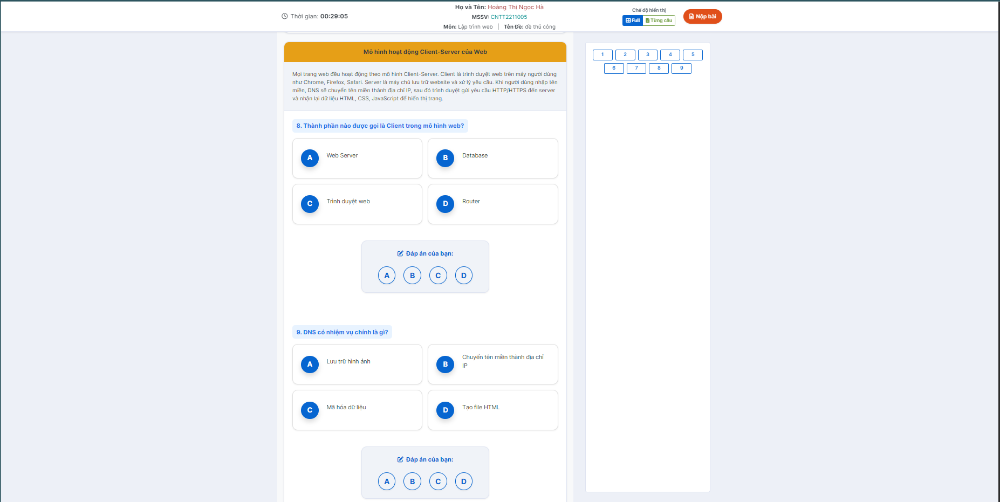 Thời gian: 00:29:05
Họ và Tên: Hoàng Thị Ngọc Hà
MSSV: CNTT2211005
Môn: Lập trình web | Tên Đề: đề thủ công
Chế độ hiển thị
Full Từng câu
Nộp bài
Mô hình hoạt động Client-Server của Web
Mọi trang web đều hoạt động theo mô hình Client-Server. Client là trình duyệt web trên máy người dùng
như Chrome, Firefox, Safari. Server là máy chủ lưu trữ website và xử lý yêu cầu. Khi người dùng nhập tên
miền, DNS sẽ chuyển tên miền thành địa chỉ IP, sau đó trình duyệt gửi yêu cầu HTTP/HTTPS đến server
và nhận lại dữ liệu HTML, CSS, JavaScript để hiển thị trang.
8. Thành phần nào được gọi là Client trong mô hình web?
A Web Server
B Database
C Trình duyệt web
D Router
Đáp án của bạn:
A B C D
9. DNS có nhiệm vụ chính là gì?
A Lưu trữ hình ảnh
B Chuyển tên miền thành địa chỉ
IP
C Mã hóa dữ liệu
D Tạo file HTML
Đáp án của bạn:
A B C D
1 2 3 4 5
6 7 8 9